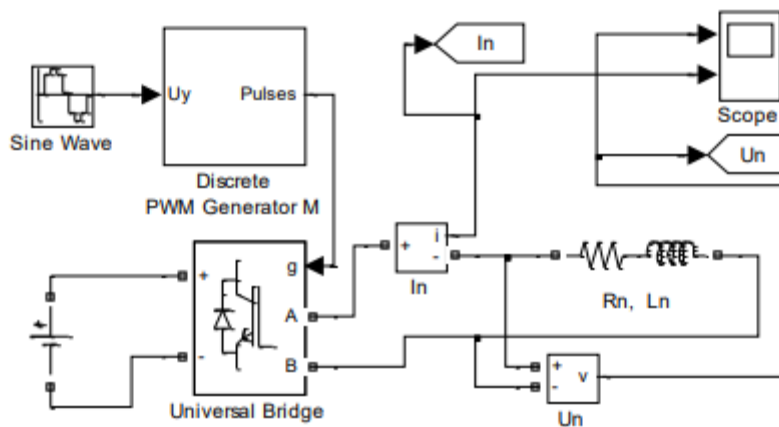 In
Uy
Pulses
Scope
Sine Wave
Un
Discrete
PWM Generator M
g
+
i
+
-
In
A
Rn, Ln
+
-
B
+
v
-
Universal Bridge
Un